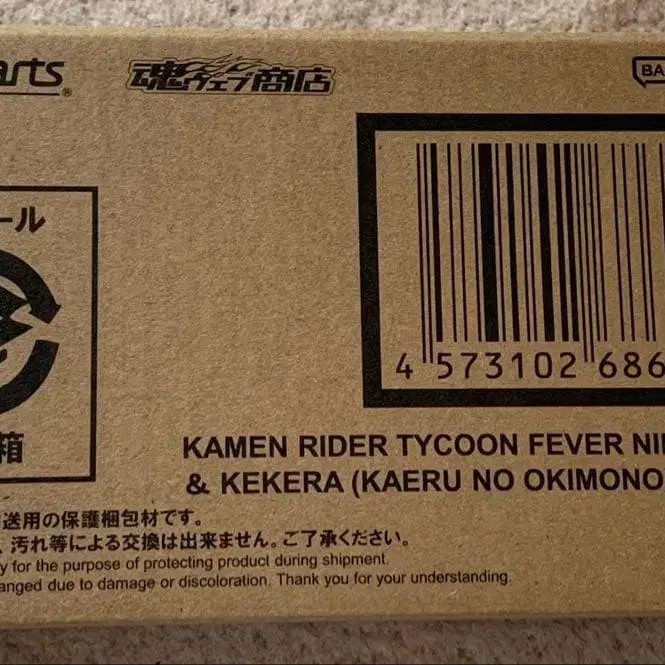 arts
®
魂ウェブ商店
BA
ール
箱
4 573102 686
KAMEN RIDER TYCOON FEVER NI
& KEKERA (KAERU NO OKIMONO
送用の保護梱包材です。
、汚れ等による交換は出来ません。ご了承ください。
y for the purpose of protecting product during shipment.
anged due to damage or discoloration. Thank you for your understanding.